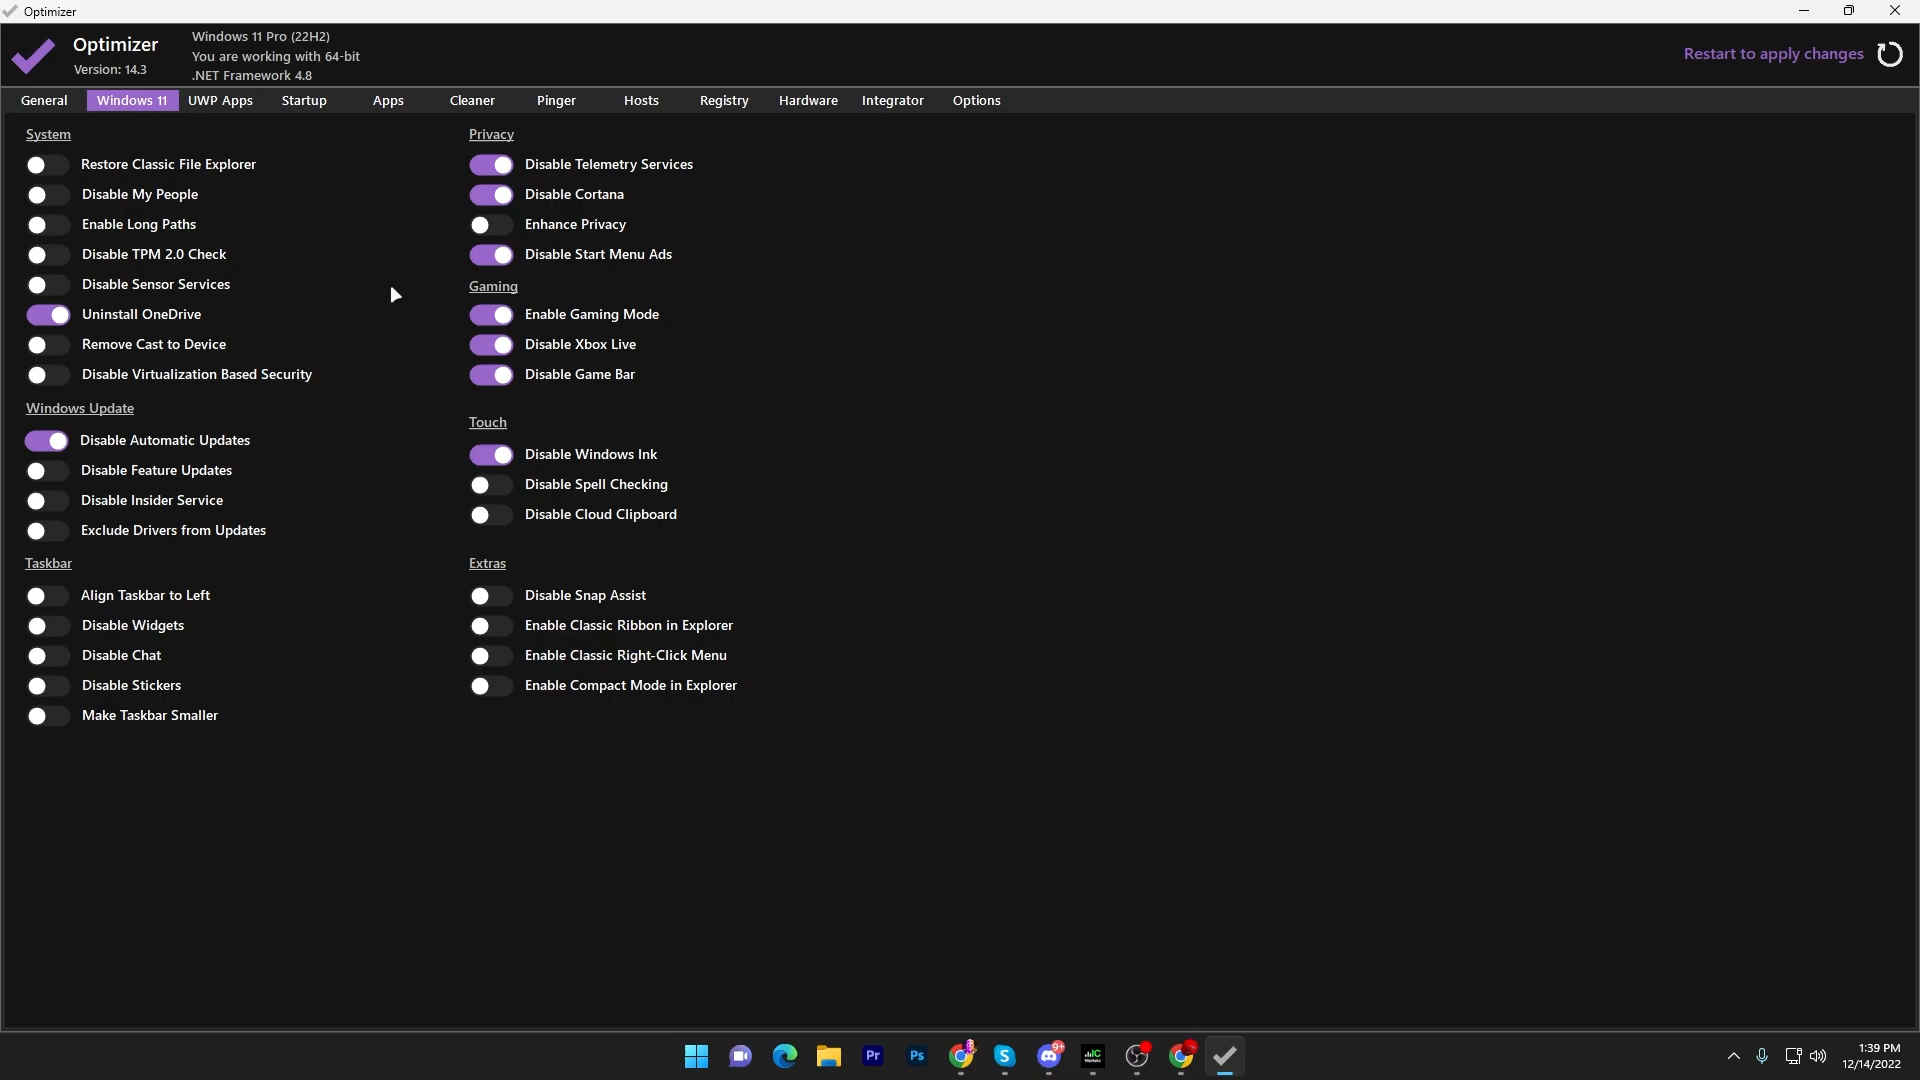 Optimizer
Optimizer
Version: 14.3
Windows 11 Pro (22H2)
You are working with 64-bit
.NET Framework 4.8
Restart to apply changes
General Windows 11 UWP Apps Startup Apps Cleaner Pinger Hosts Registry Hardware Integrator Options
System
Restore Classic File Explorer
Disable My People
Enable Long Paths
Disable TPM 2.0 Check
Disable Sensor Services
Uninstall OneDrive
Remove Cast to Device
Disable Virtualization Based Security
Windows Update
Disable Automatic Updates
Disable Feature Updates
Disable Insider Service
Exclude Drivers from Updates
Taskbar
Align Taskbar to Left
Disable Widgets
Disable Chat
Disable Stickers
Make Taskbar Smaller
Privacy
Disable Telemetry Services
Disable Cortana
Enhance Privacy
Disable Start Menu Ads
Gaming
Enable Gaming Mode
Disable Xbox Live
Disable Game Bar
Touch
Disable Windows Ink
Disable Spell Checking
Disable Cloud Clipboard
Extras
Disable Snap Assist
Enable Classic Ribbon in Explorer
Enable Classic Right-Click Menu
Enable Compact Mode in Explorer
Pr Ps S 9+ IC Markets
1:39 PM
12/14/2022